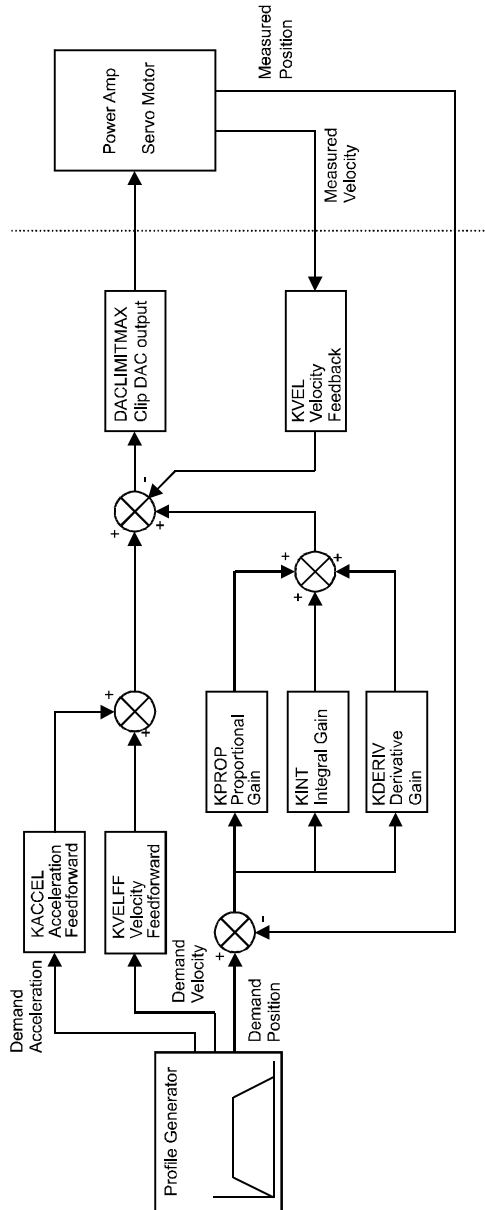 Profile Generator
Demand
Acceleration
Demand
Velocity
Demand
Position
KACCEL
Acceleration
Feedforward
KVELFF
Velocity
Feedforward
+
-
KPROP
Proportional
Gain
KINT
Integral Gain
KDERIV
Derivative
Gain
+
+
+
+
+
+
+
-
DACLIMITMAX
Clip DAC output
KVEL
Velocity
Feedback
Power Amp
Servo Motor
Measured
Velocity
Measured
Position